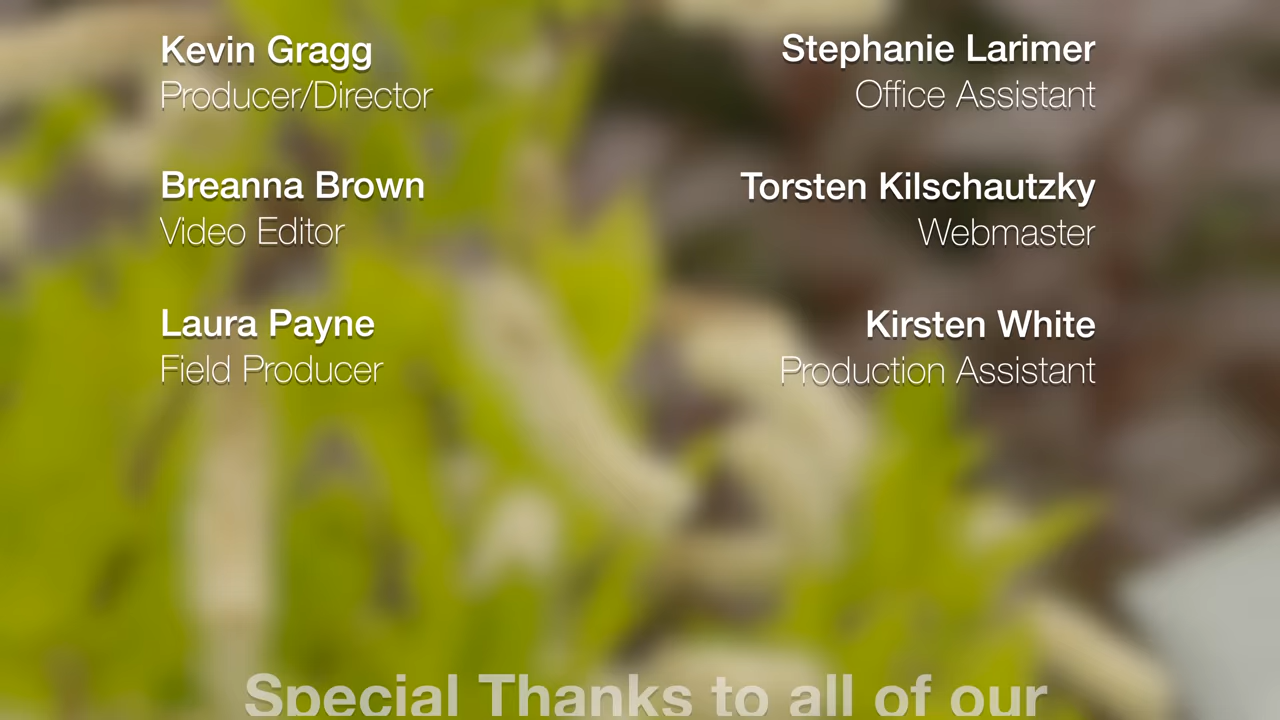 Kevin Gragg
Producer/Director
Stephanie Larimer
Office Assistant
Breanna Brown
Video Editor
Torsten Kilschautzky
Webmaster
Laura Payne
Field Producer
Kirsten White
Production Assistant
Special Thanks to all of our